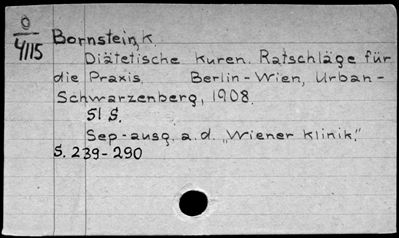 O
4115
Bornstein, K.
Diätetische Kuren. Ratschläge für
die Praxis. Berlin-Wien, Urban-
Schwarzenberg, 1908.
51 S.
Sep-ausg. a. d. „Wiener Klinik."
S. 239-290